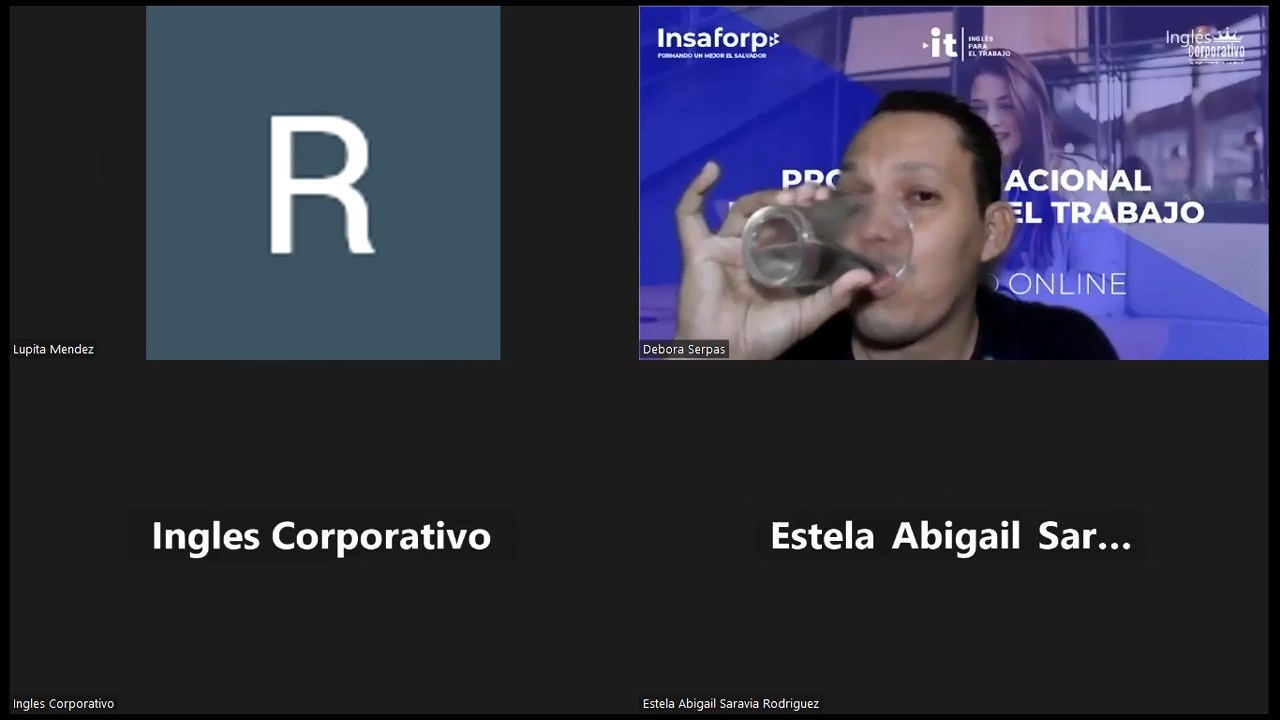 R
Lupita Mendez
Insaforp
FORMANDO UN MEJOR EL SALVADOR
it
INGLÉS
PARA
EL TRABAJO
Inglés
Corporativo
ACIONAL
EL TRABAJO
ONLINE
Debora Serpas
Ingles Corporativo
Ingles Corporativo
Estela Abigail Sar...
Estela Abigail Saravia Rodriguez